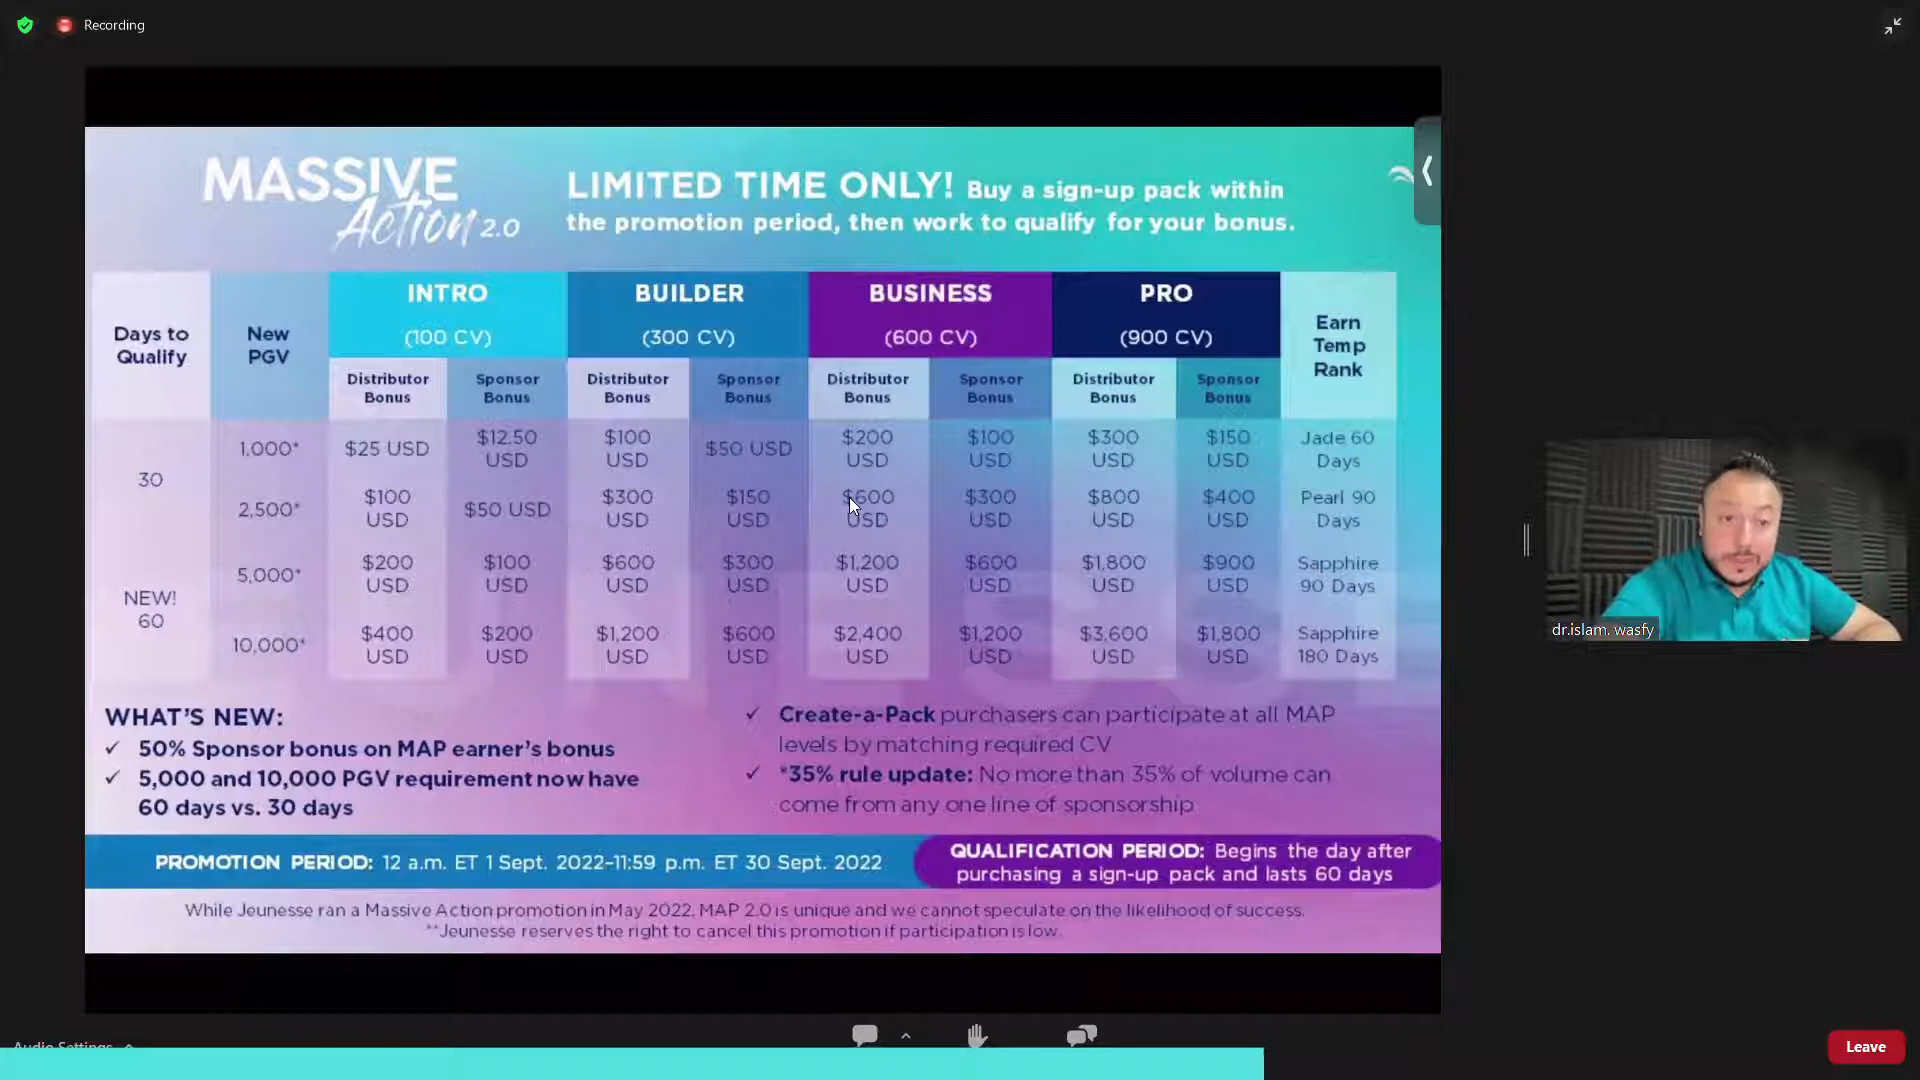 Recording
MASSIVE
Action 2.0
LIMITED TIME ONLY! Buy a sign-up pack within
the promotion period, then work to qualify for your bonus.
Days to
Qualify
New
PGV
INTRO
(100 CV)
BUILDER
(300 CV)
BUSINESS
(600 CV)
PRO
(900 CV)
Earn
Temp
Rank
Distributor
Bonus
Sponsor
Bonus
Distributor
Bonus
Sponsor
Bonus
Distributor
Bonus
Sponsor
Bonus
Distributor
Bonus
Sponsor
Bonus
30
1,000*
$25 USD
$12.50
USD
$100
USD
$50 USD
$200
USD
$100
USD
$300
USD
$150
USD
Jade 60
Days
2,500*
$100
USD
$50 USD
$300
USD
$150
USD
$600
USD
$300
USD
$800
USD
$400
USD
Pearl 90
Days
NEW!
60
5,000*
$200
USD
$100
USD
$600
USD
$300
USD
$1,200
USD
$600
USD
$1,800
USD
$900
USD
Sapphire
90 Days
10,000*
$400
USD
$200
USD
$1,200
USD
$600
USD
$2,400
USD
$1,200
USD
$3,600
USD
$1,800
USD
Sapphire
180 Days
WHAT'S NEW:
✓ 50% Sponsor bonus on MAP earner's bonus
✓ 5,000 and 10,000 PGV requirement now have
60 days vs. 30 days
✓ Create-a-Pack purchasers can participate at all MAP
levels by matching required CV
✓ *35% rule update: No more than 35% of volume can
come from any one line of sponsorship
PROMOTION PERIOD: 12 a.m. ET 1 Sept. 2022-11:59 p.m. ET 30 Sept. 2022
QUALIFICATION PERIOD: Begins the day after
purchasing a sign-up pack and lasts 60 days
While Jeunesse ran a Massive Action promotion in May 2022, MAP 2.0 is unique and we cannot speculate on the likelihood of success.
**Jeunesse reserves the right to cancel this promotion if participation is low.
dr.islam. wasfy
Audio Settings
Leave